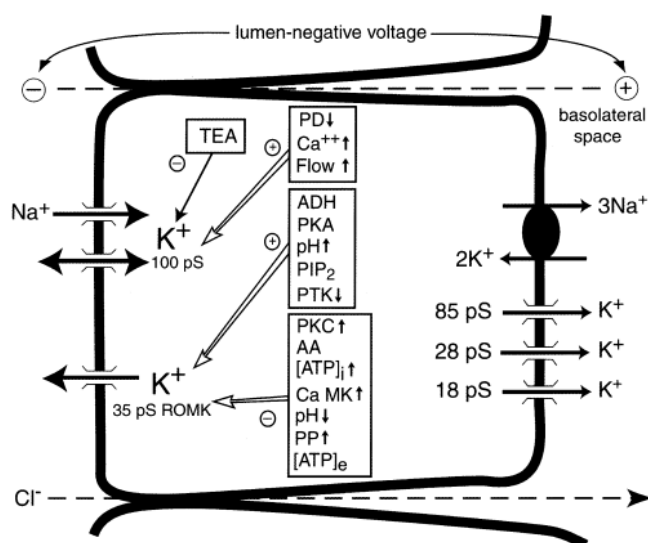 lumen-negative voltage
−
+
basolateral
space
TEA
−
+
PD↓
Ca⁺⁺↑
Flow ↑
Na⁺
K⁺
100 pS
3Na⁺
2K⁺
ADH
PKA
pH↑
PIP₂
PTK↓
+
85 pS
K⁺
28 pS
K⁺
18 pS
K⁺
K⁺
35 pS ROMK
PKC↑
AA
[ATP]ᵢ↑
Ca MK↑
pH↓
PP↑
[ATP]ₑ
−
Cl⁻